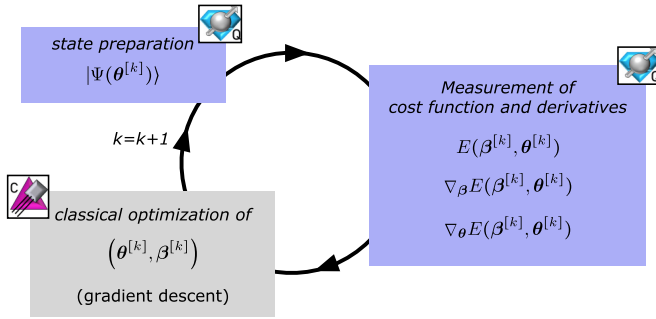 state preparation
Q
|Ψ(θ^{[k]})⟩
k=k+1
Measurement of
cost function and derivatives
E(β^{[k]}, θ^{[k]})
∇_β E(β^{[k]}, θ^{[k]})
∇_θ E(β^{[k]}, θ^{[k]})
C
classical optimization of
(θ^{[k]}, β^{[k]})
(gradient descent)